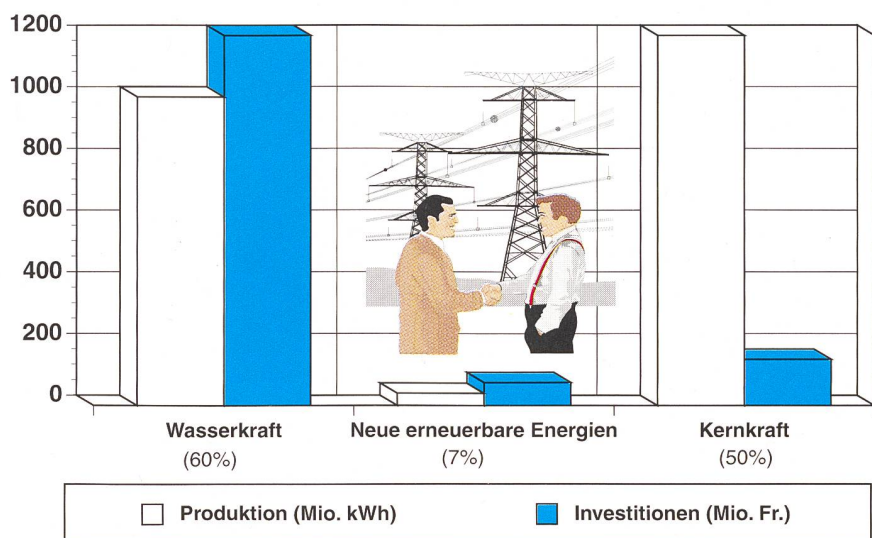 1200
1000
800
600
400
200
0
Wasserkraft
(60%)
Neue erneuerbare Energien
(7%)
Kernkraft
(50%)
Produktion (Mio. kWh)
Investitionen (Mio. Fr.)